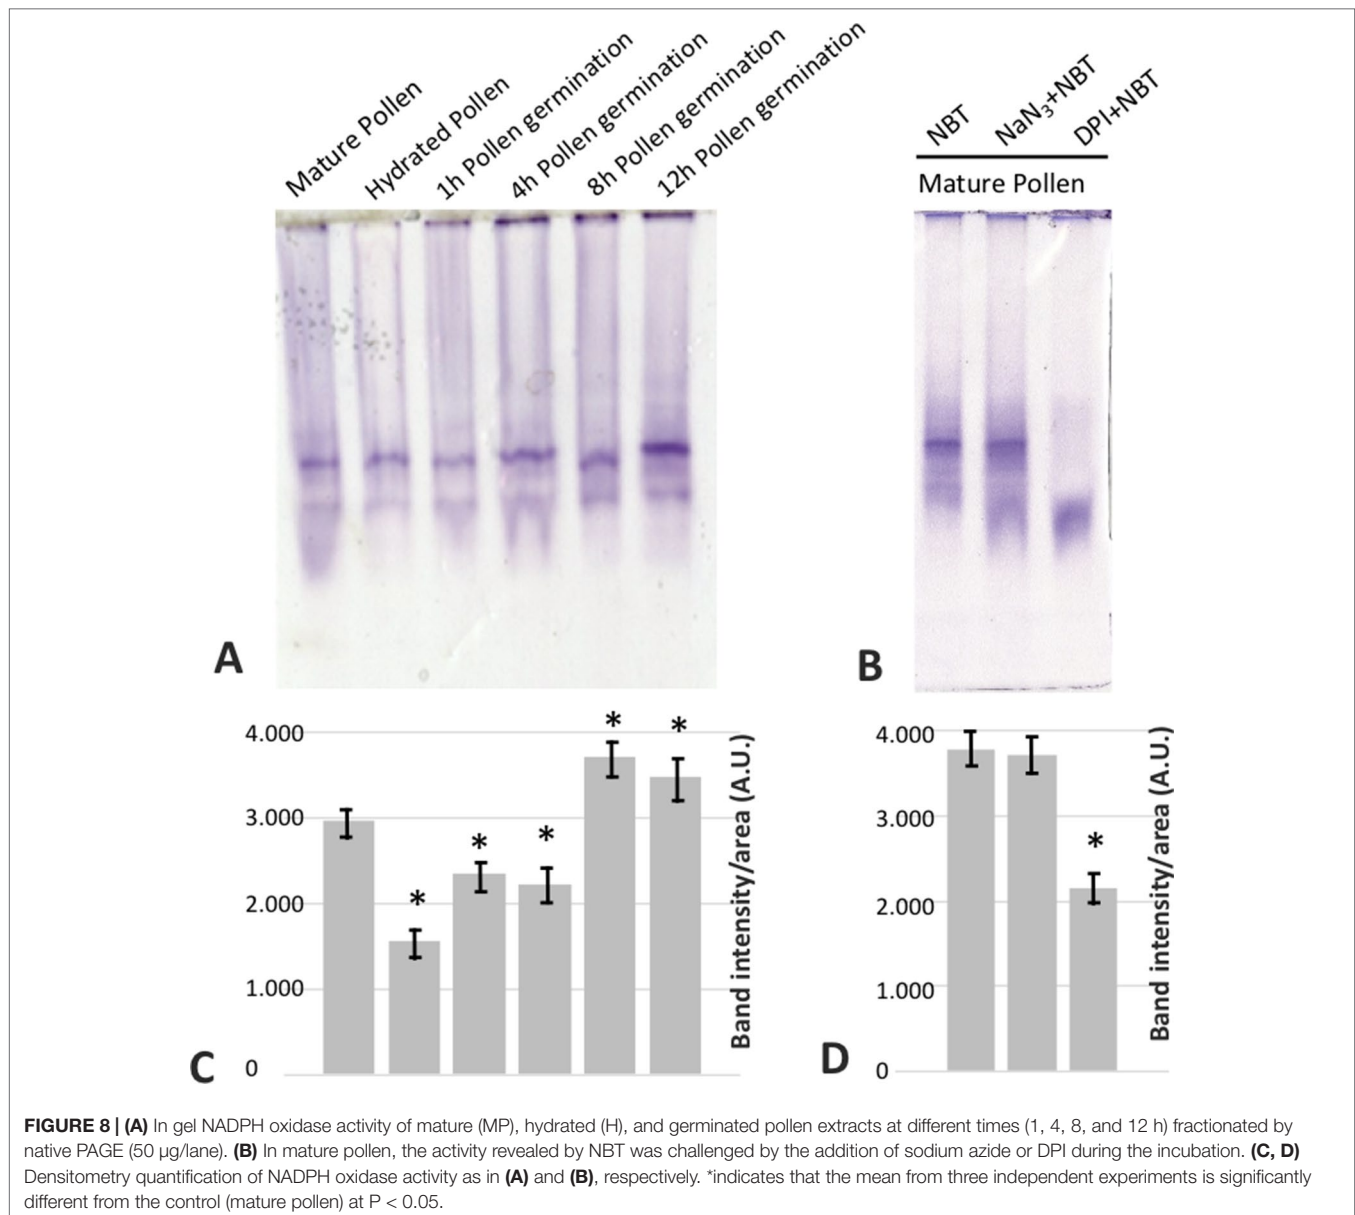 Mature Pollen
Hydrated Pollen
1h Pollen germination
4h Pollen germination
8h Pollen germination
12h Pollen germination
NBT
NaN₃+NBT
DPI+NBT
Mature Pollen
A
B
4.000
3.000
2.000
1.000
0
* * * * *
Band intensity/area (A.U.)
C
4.000
3.000
2.000
1.000
0
*
Band intensity/area (A.U.)
D
FIGURE 8 | (A) In gel NADPH oxidase activity of mature (MP), hydrated (H), and germinated pollen extracts at different times (1, 4, 8, and 12 h) fractionated by
native PAGE (50 µg/lane). (B) In mature pollen, the activity revealed by NBT was challenged by the addition of sodium azide or DPI during the incubation. (C, D)
Densitometry quantification of NADPH oxidase activity as in (A) and (B), respectively. *indicates that the mean from three independent experiments is significantly
different from the control (mature pollen) at P < 0.05.